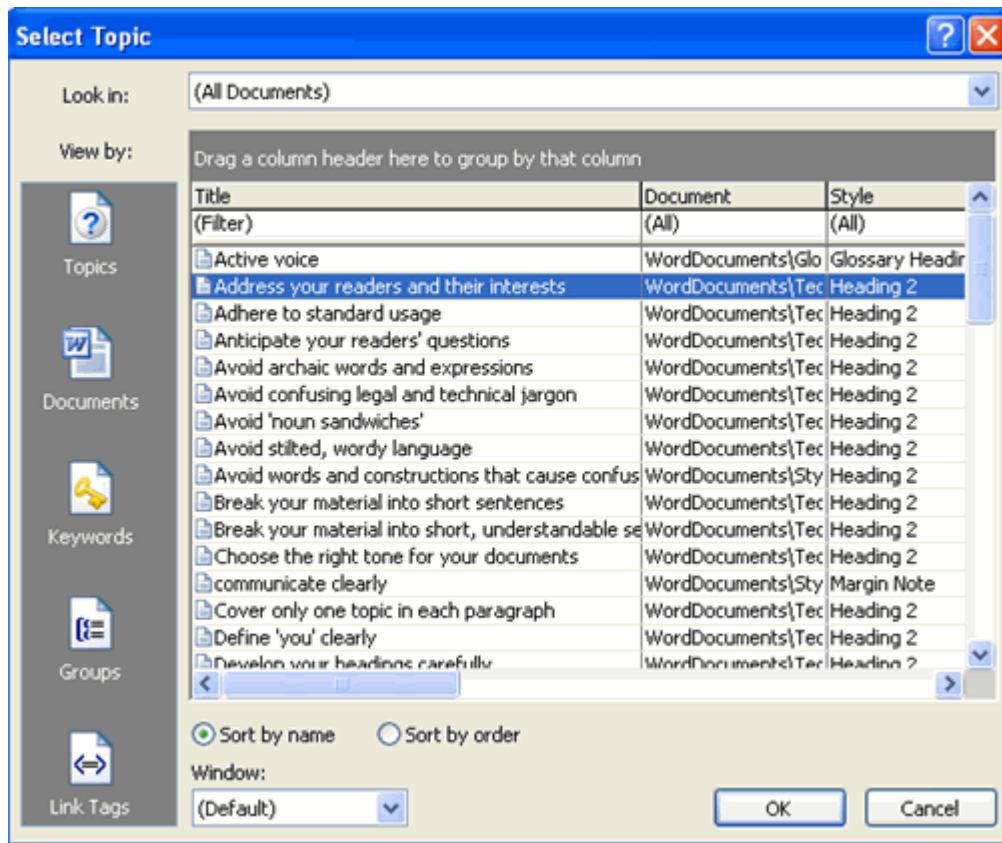 Select Topic
Look in: (All Documents)
View by:
Drag a column header here to group by that column
Title Document Style
(Filter) (All) (All)
Topics
Documents
Keywords
Groups
Link Tags
Active voice WordDocuments\Glo Glossary Headin
Address your readers and their interests WordDocuments\Tec Heading 2
Adhere to standard usage WordDocuments\Tec Heading 2
Anticipate your readers' questions WordDocuments\Tec Heading 2
Avoid archaic words and expressions WordDocuments\Tec Heading 2
Avoid confusing legal and technical jargon WordDocuments\Tec Heading 2
Avoid 'noun sandwiches' WordDocuments\Tec Heading 2
Avoid stilted, wordy language WordDocuments\Tec Heading 2
Avoid words and constructions that cause confus WordDocuments\Sty Heading 2
Break your material into short sentences WordDocuments\Tec Heading 2
Break your material into short, understandable se WordDocuments\Tec Heading 2
Choose the right tone for your documents WordDocuments\Tec Heading 2
communicate clearly WordDocuments\Sty Margin Note
Cover only one topic in each paragraph WordDocuments\Tec Heading 2
Define 'you' clearly WordDocuments\Tec Heading 2
Develop your headings carefully WordDocuments\Tec Heading 2
Sort by name Sort by order
Window:
(Default) OK Cancel